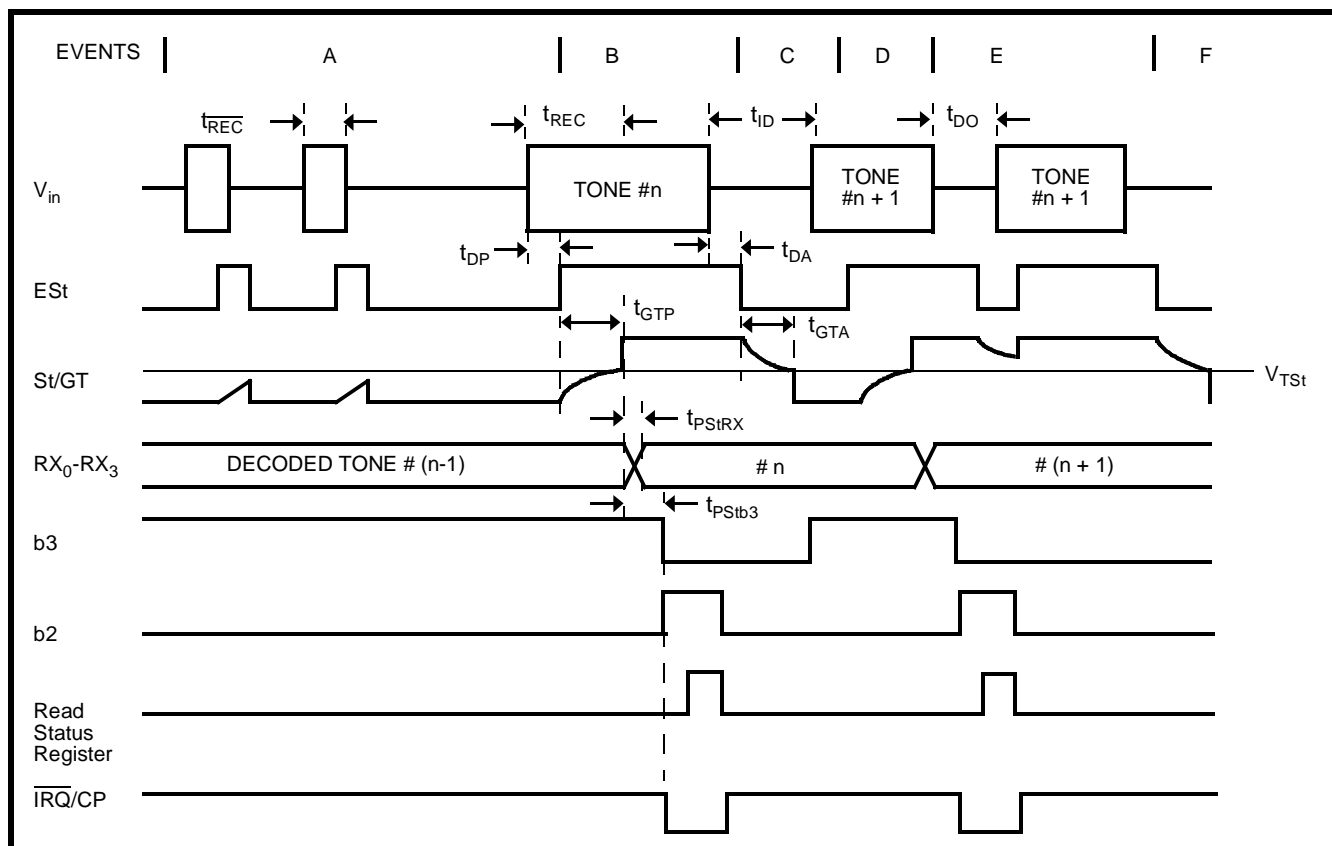 EVENTS A B C D E F
tREC tREC tID tDO
Vin TONE #n TONE #n + 1 TONE #n + 1
tDP tDA
ESt
tGTP tGTA
St/GT VTSt
tPStRX
RX0-RX3 DECODED TONE # (n-1) # n # (n + 1)
tPStb3
b3
b2
Read
Status
Register
IRQ/CP